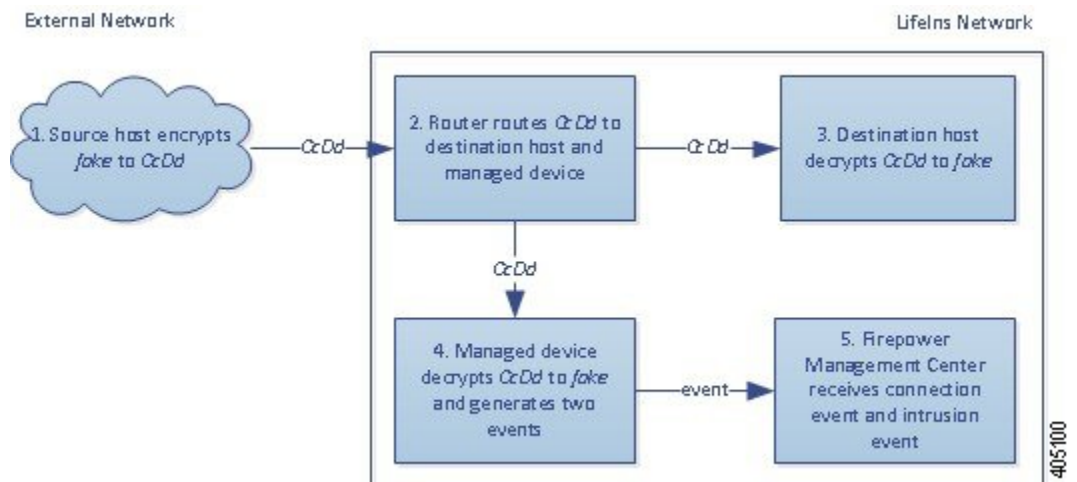 External Network
LifeIns Network
1. Source host encrypts
fake to CcDd
CcDd
2. Router routes CcDd to
destination host and
managed device
CcDd
3. Destination host
decrypts CcDd to fake
CcDd
4. Managed device
decrypts CcDd to fake
and generates two
events
event
5. Firepower
Management Center
receives connection
event and intrusion
event
405100